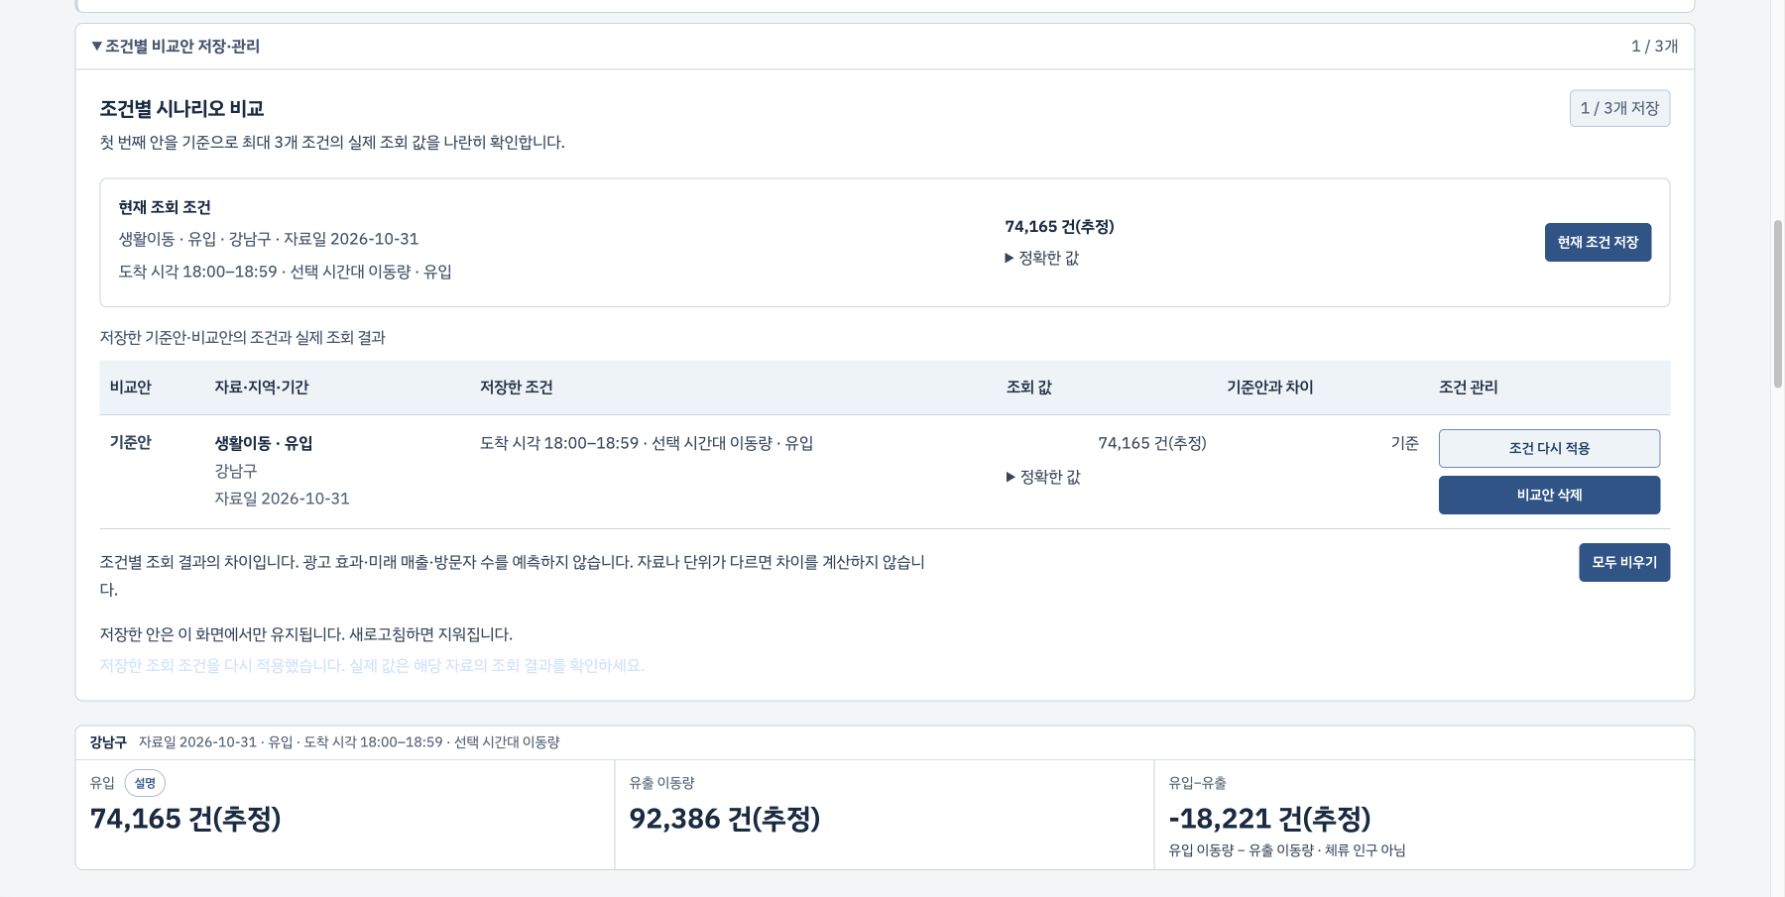 ▼ 조건별 비교안 저장·관리
1 / 3개
조건별 시나리오 비교
1 / 3개 저장
첫 번째 안을 기준으로 최대 3개 조건의 실제 조회 값을 나란히 확인합니다.
현재 조회 조건
생활이동 · 유입 · 강남구 · 자료일 2026-10-31
도착 시각 18:00–18:59 · 선택 시간대 이동량 · 유입
74,165 건(추정)
▶ 정확한 값
현재 조건 저장
저장한 기준안·비교안의 조건과 실제 조회 결과
비교안 자료·지역·기간 저장한 조건 조회 값 기준안과 차이 조건 관리
기준안 생활이동 · 유입 도착 시각 18:00–18:59 · 선택 시간대 이동량 · 유입 74,165 건(추정) 기준 조건 다시 적용
강남구 ▶ 정확한 값
자료일 2026-10-31 비교안 삭제
조건별 조회 결과의 차이입니다. 광고 효과·미래 매출·방문자 수를 예측하지 않습니다. 자료나 단위가 다르면 차이를 계산하지 않습니
다.
모두 비우기
저장한 안은 이 화면에서만 유지됩니다. 새로고침하면 지워집니다.
저장한 조회 조건을 다시 적용했습니다. 실제 값은 해당 자료의 조회 결과를 확인하세요.
강남구 자료일 2026-10-31 · 유입 · 도착 시각 18:00–18:59 · 선택 시간대 이동량
유입 설명
74,165 건(추정)
유출 이동량
92,386 건(추정)
유입–유출
-18,221 건(추정)
유입 이동량 – 유출 이동량 · 체류 인구 아님